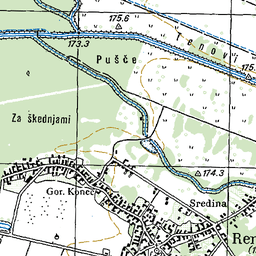 175.6
173.3
Tenovi
Pušče
175.
Za škednjami
174.3
Gor. Konec
Sredina
Ren